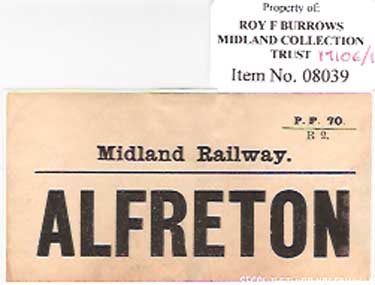 Property of:
ROY F BURROWS
MIDLAND COLLECTION
TRUST
Item No. 08039
P. P. 70.
R 2.
Midland Railway.
ALFRETON